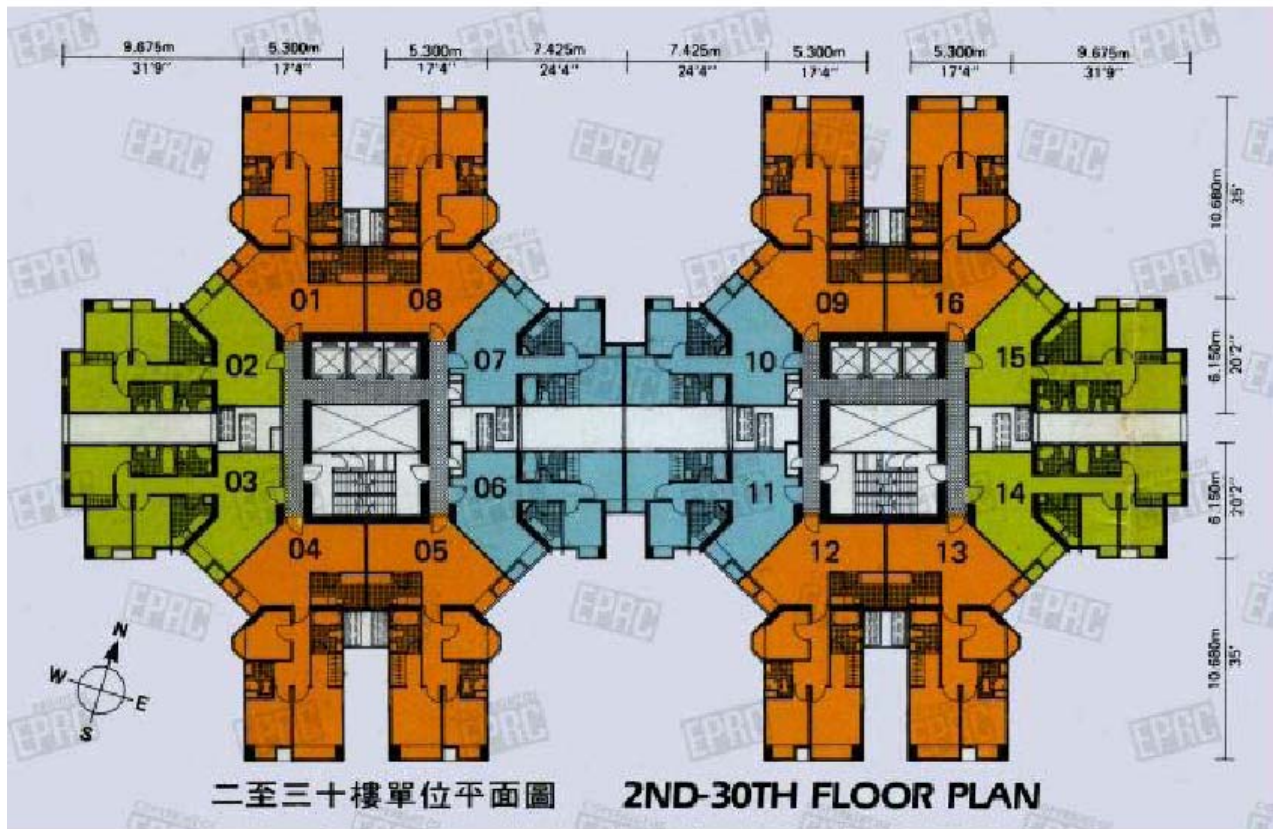 9.675m 5.300m 5.300m 7.425m 7.425m 5.300m 5.300m 9.675m
31'9" 17'4" 17'4" 24'4" 24'4" 17'4" 17'4" 31'9"
EPRC
10.680m
35'
01 08 09 16
02 07 10 15
6.150m
20'2"
03 06 11 14
6.150m
20'2"
04 05 12 13
10.680m
35'
N
W
E
S
二至三十樓單位平面圖 2ND-30TH FLOOR PLAN